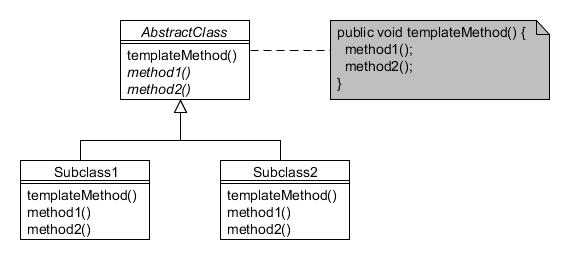 AbstractClass
templateMethod()
method1()
method2()
public void templateMethod() {
method1();
method2();
}
Subclass1
templateMethod()
method1()
method2()
Subclass2
templateMethod()
method1()
method2()